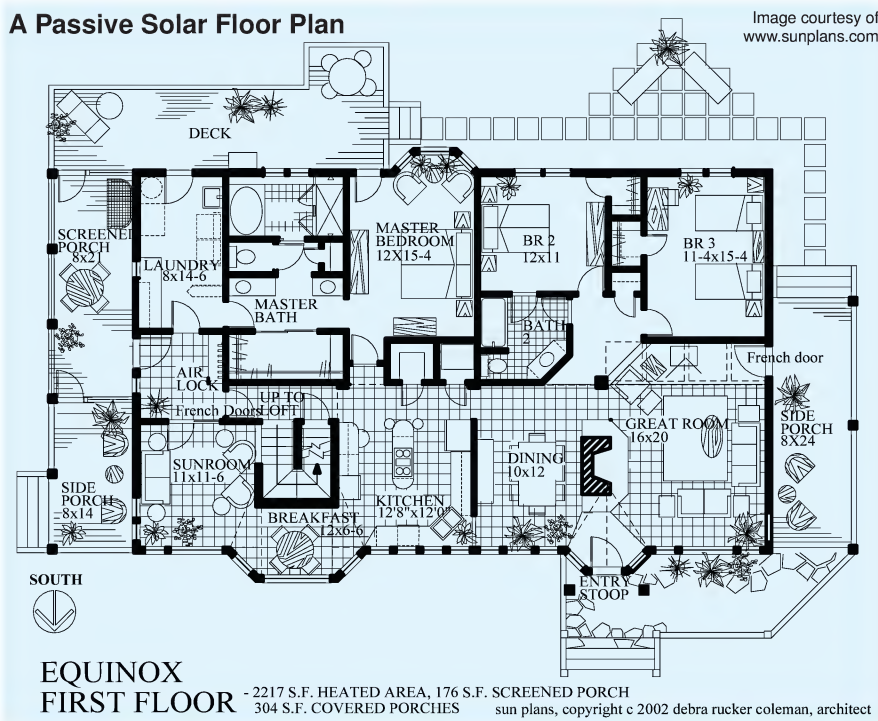 A Passive Solar Floor Plan
Image courtesy of
www.sunplans.com
DECK
SCREENED
PORCH
8x21
LAUNDRY
8x14-6
MASTER
BEDROOM
12X15-4
BR 2
12x11
BR 3
11-4x15-4
MASTER
BATH
BATH
2
AIR
LOCK
French Doors
UP TO
LOFT
French door
SUNROOM
11x11-6
SIDE
PORCH
8x14
BREAKFAST
12x6-6
KITCHEN
12'8"x12'0"
DINING
10x12
GREAT ROOM
16x20
SIDE
PORCH
8X24
ENTRY
STOOP
SOUTH
EQUINOX
FIRST FLOOR
- 2217 S.F. HEATED AREA, 176 S.F. SCREENED PORCH
304 S.F. COVERED PORCHES
sun plans, copyright c 2002 debra rucker coleman, architect